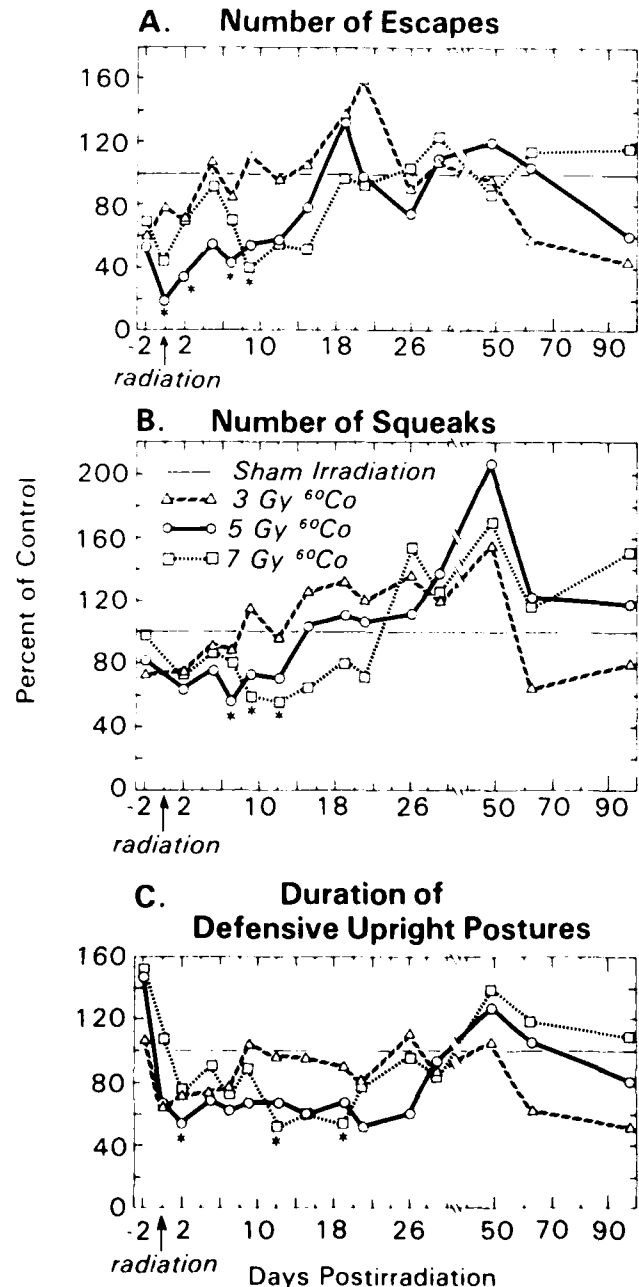 A. Number of Escapes
160
120
80
40
0
* * * *
-2 2 10 18 26 50 70 90
radiation
B. Number of Squeaks
Percent of Control
200
160
120
80
40
0
Sham Irradiation
3 Gy ⁶⁰Co
5 Gy ⁶⁰Co
7 Gy ⁶⁰Co
* * *
-2 2 10 18 26 50 70 90
radiation
C. Duration of
Defensive Upright Postures
160
120
80
40
0
* * *
-2 2 10 18 26 50 70 90
radiation
Days Postirradiation